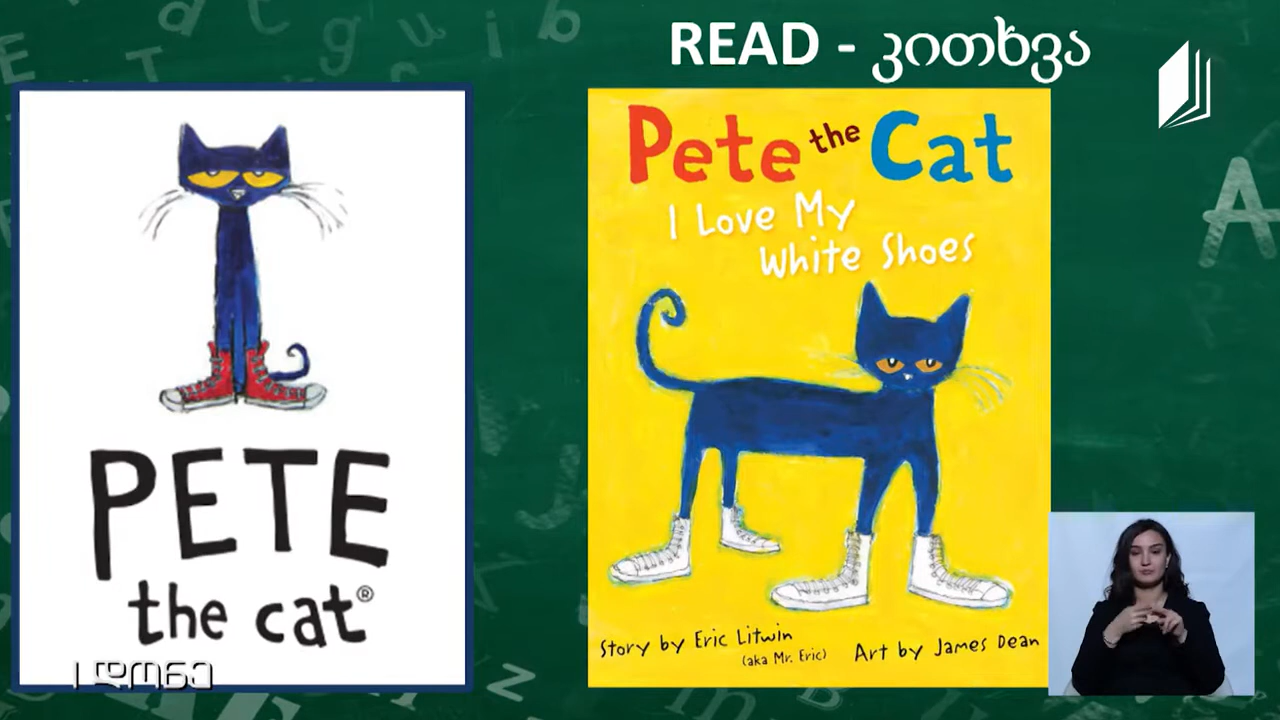 READ - კითხვა
PETE
the cat®
I დონე
Pete the Cat
I Love My
White Shoes
Story by Eric Litwin
(aka Mr. Eric)
Art by James Dean